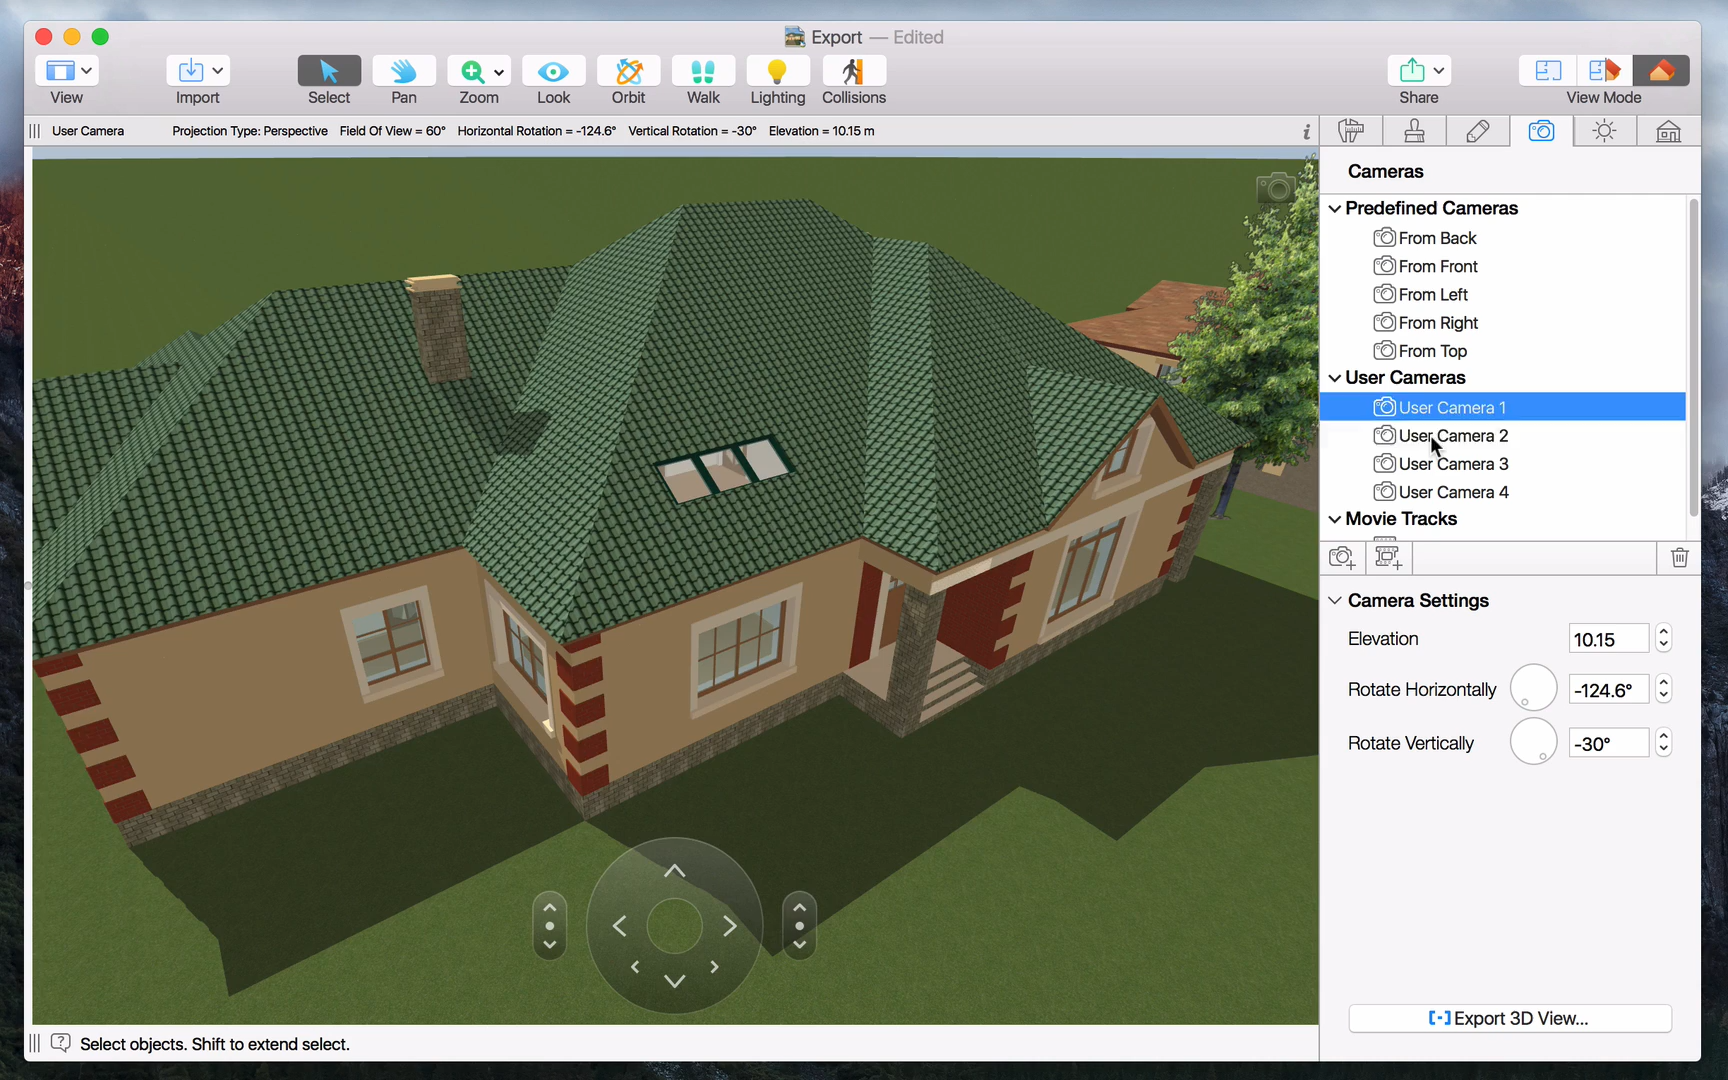 Export — Edited
View
Import
Select
Pan
Zoom
Look
Orbit
Walk
Lighting
Collisions
Share
View Mode
User Camera Projection Type: Perspective Field Of View = 60° Horizontal Rotation = -124.6° Vertical Rotation = -30° Elevation = 10.15 m
i
Cameras
Predefined Cameras
From Back
From Front
From Left
From Right
From Top
User Cameras
User Camera 1
User Camera 2
User Camera 3
User Camera 4
Movie Tracks
Camera Settings
Elevation 10.15
Rotate Horizontally -124.6°
Rotate Vertically -30°
Export 3D View...
? Select objects. Shift to extend select.